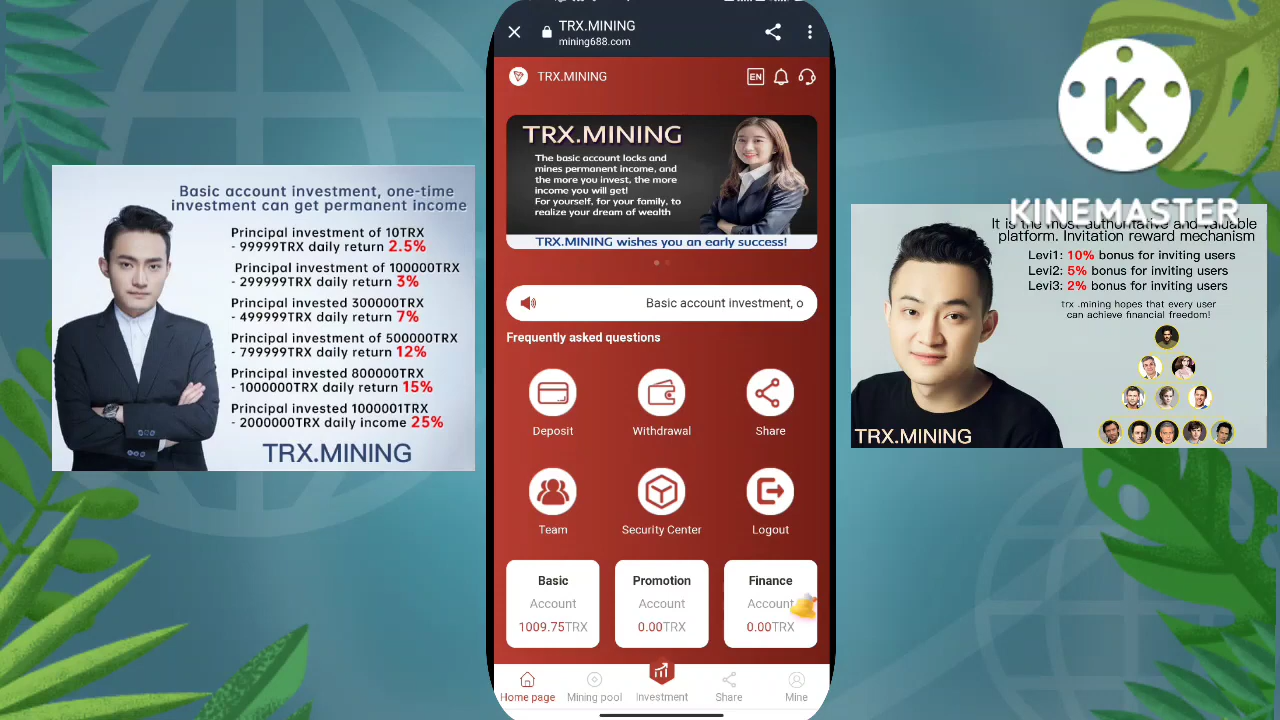 Basic account investment, one-time
investment can get permanent income
Principal investment of 10TRX
- 99999TRX daily return 2.5%
Principal investment of 100000TRX
- 299999TRX daily return 3%
Principal invested 300000TRX
- 499999TRX daily return 7%
Principal investment of 500000TRX
- 799999TRX daily return 12%
Principal invested 800000TRX
- 1000000TRX daily return 15%
Principal invested 1000001TRX
- 2000000TRX daily income 25%
TRX.MINING
TRX.MINING
mining688.com
TRX.MINING
EN
TRX.MINING
The basic account locks and
mines permanent income, and
the more you invest, the more
income you will get!
For yourself, for your family, to
realize your dream of wealth
TRX.MINING wishes you an early success!
Basic account investment, o
Frequently asked questions
Deposit
Withdrawal
Share
Team
Security Center
Logout
Basic
Account
1009.75TRX
Promotion
Account
0.00TRX
Finance
Account
0.00TRX
Home page
Mining pool
Investment
Share
Mine
K
KINEMASTER
It is the most authoritative and valuable
platform. Invitation reward mechanism
Levi1: 10% bonus for inviting users
Levi2: 5% bonus for inviting users
Levi3: 2% bonus for inviting users
trx .mining hopes that every user
can achieve financial freedom!
TRX.MINING